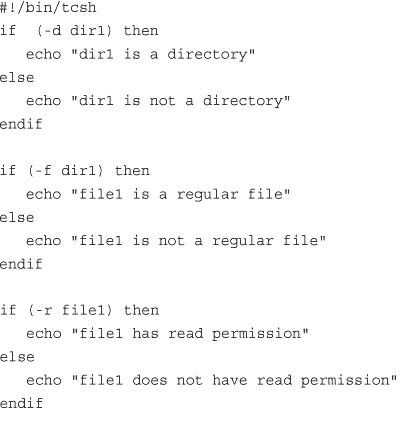 #!/bin/tcsh
if  (-d dir1) then
   echo "dir1 is a directory"
else
   echo "dir1 is not a directory"
endif

if (-f dir1) then
   echo "file1 is a regular file"
else
   echo "file1 is not a regular file"
endif

if (-r file1) then
   echo "file1 has read permission"
else
   echo "file1 does not have read permission"
endif